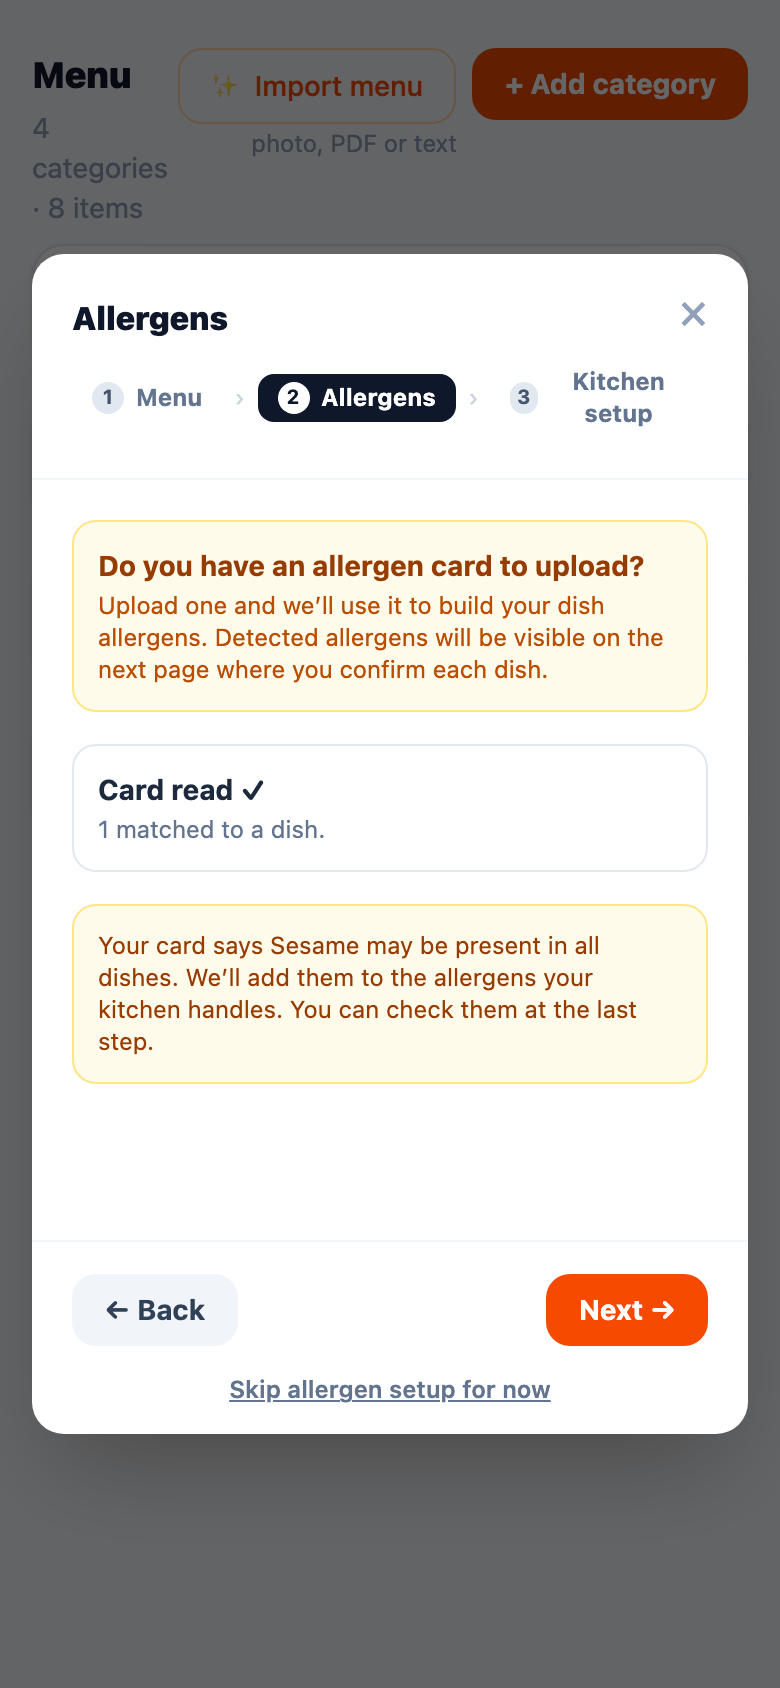 Menu
4
categories
· 8 items
✨ Import menu
photo, PDF or text
+ Add category
Allergens
×
1 Menu › 2 Allergens › 3 Kitchen
setup
Do you have an allergen card to upload?
Upload one and we’ll use it to build your dish
allergens. Detected allergens will be visible on the
next page where you confirm each dish.
Card read ✓
1 matched to a dish.
Your card says Sesame may be present in all
dishes. We’ll add them to the allergens your
kitchen handles. You can check them at the last
step.
← Back
Next →
Skip allergen setup for now